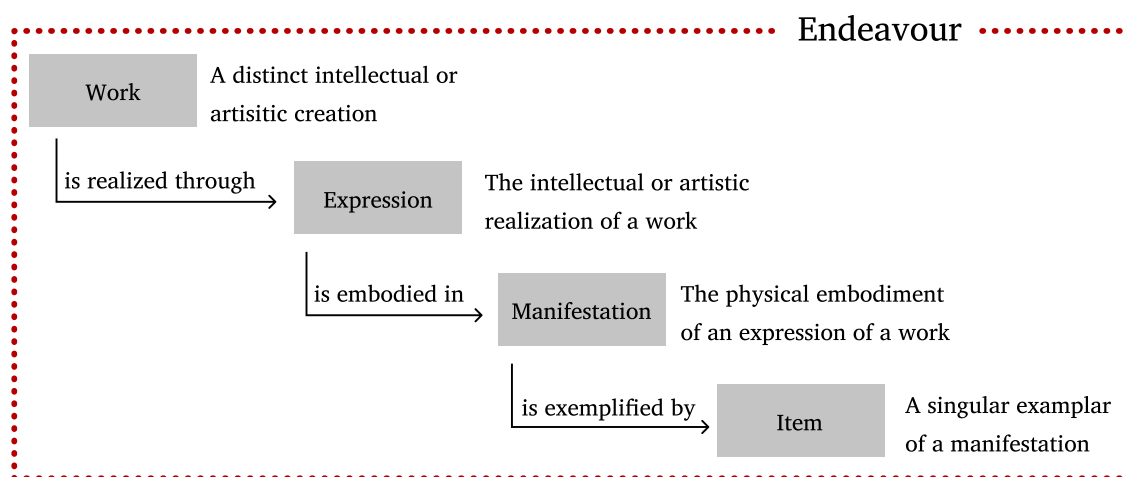 Endeavour
Work
A distinct intellectual or
artisitic creation
is realized through
Expression
The intellectual or artistic
realization of a work
is embodied in
Manifestation
The physical embodiment
of an expression of a work
is exemplified by
Item
A singular examplar
of a manifestation